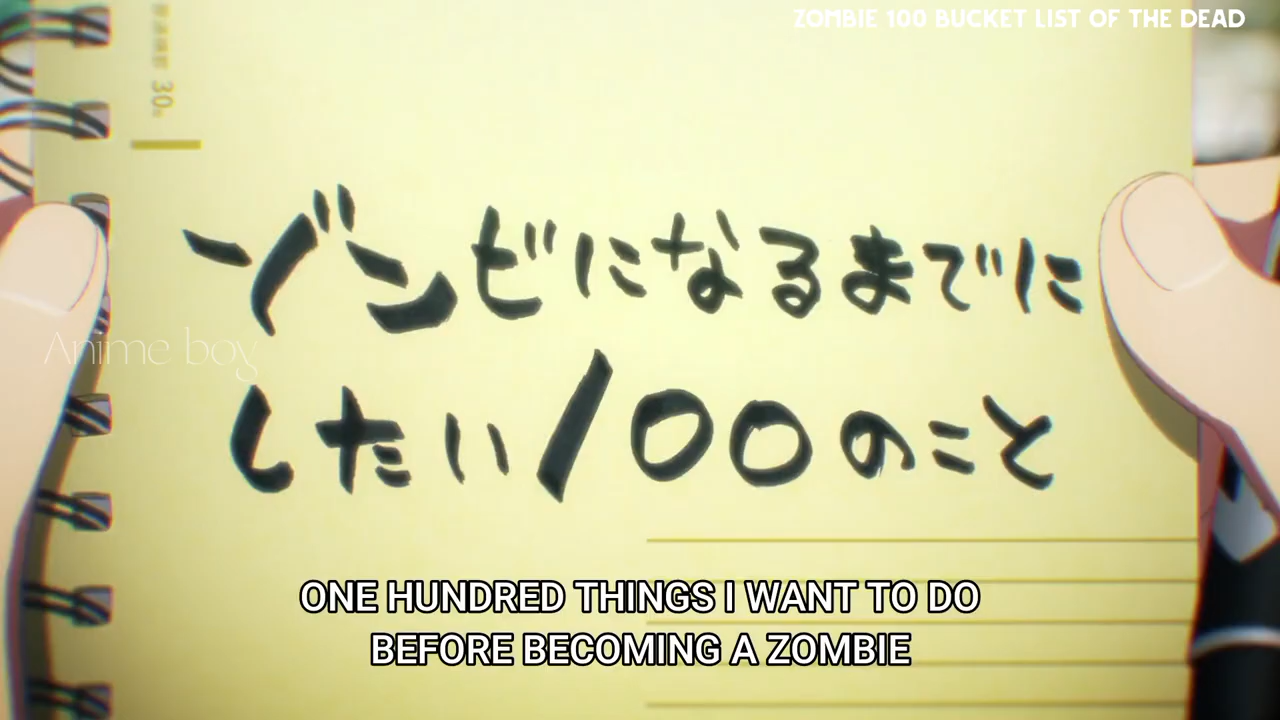 ZOMBIE 100 BUCKET LIST OF THE DEAD
30
ゾンビになるまでに
Anime boy
したい100のこと
ONE HUNDRED THINGS I WANT TO DO
BEFORE BECOMING A ZOMBIE